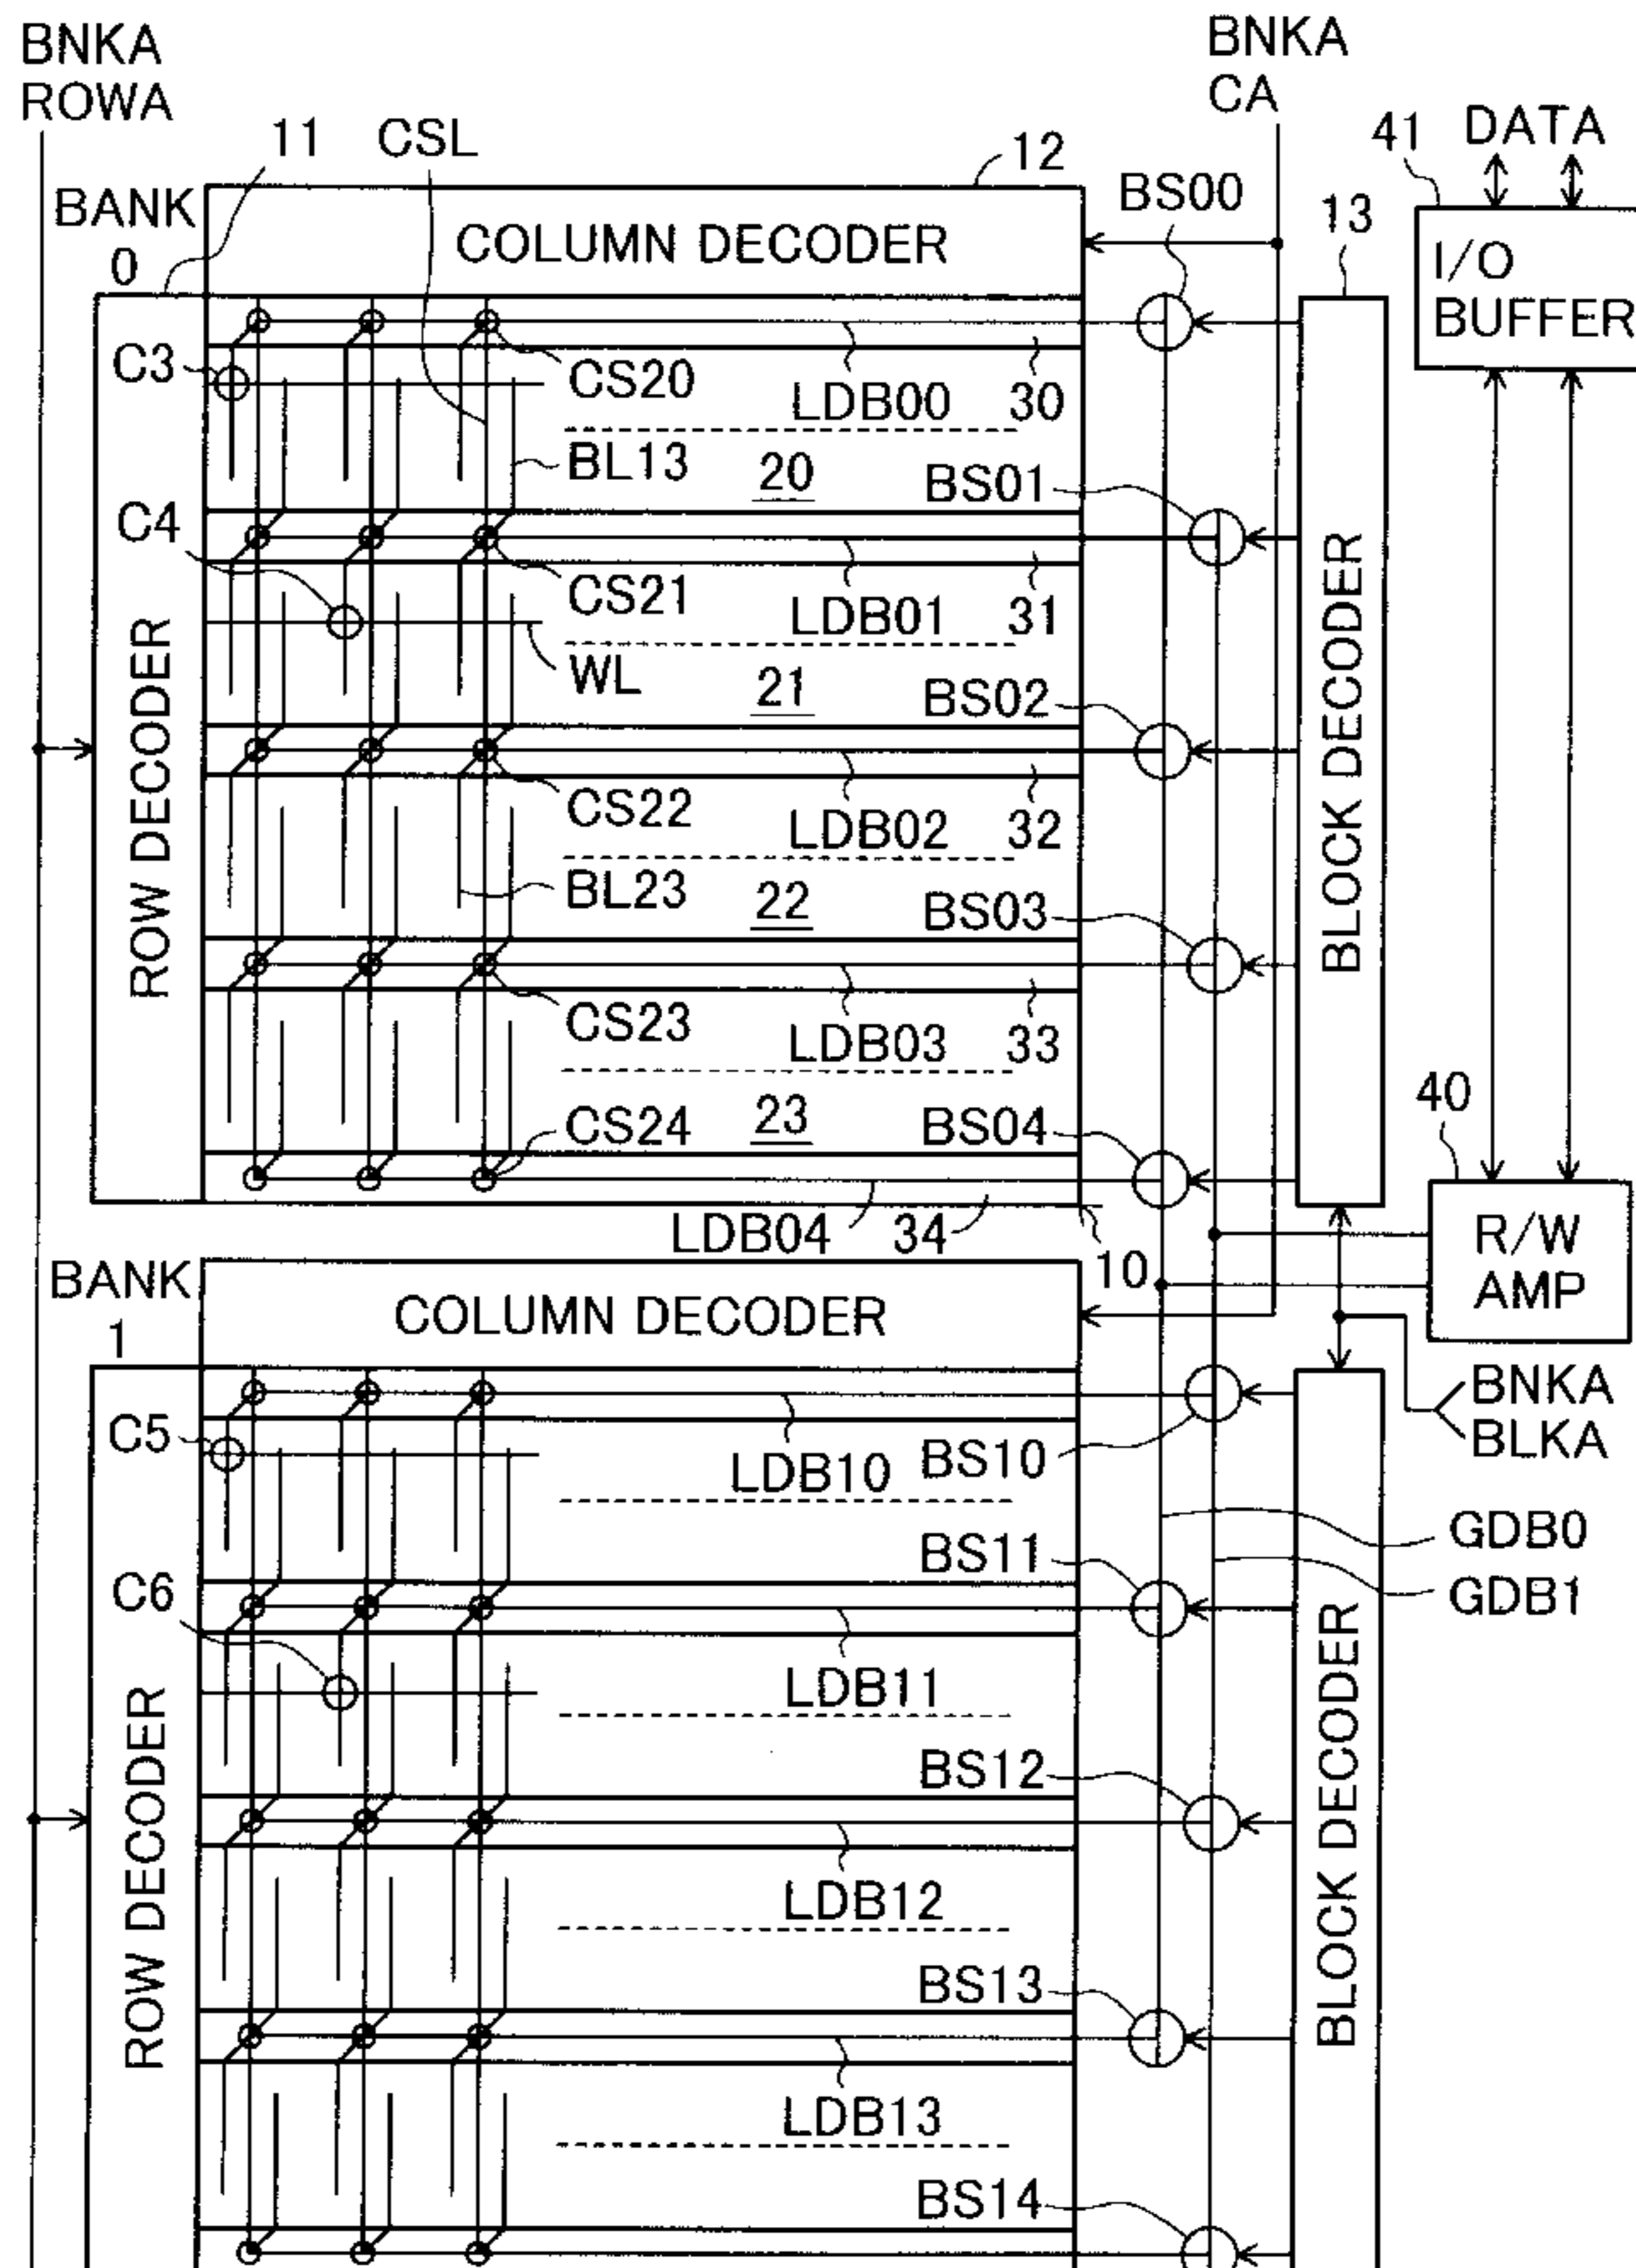 BNKA
ROWA
BNKA
CA
11
CSL
12
BS00
13
41
DATA
BANK
0
COLUMN DECODER
I/O
BUFFER
C3
CS20
LDB00
30
BL13
20
BS01
C4
CS21
LDB01
31
WL
21
BS02
ROW DECODER
BLOCK DECODER
CS22
LDB02
32
BL23
22
BS03
CS23
LDB03
33
40
CS24
23
BS04
LDB04
34
10
R/W
AMP
BANK
1
COLUMN DECODER
BNKA
BLKA
C5
LDB10
BS10
GDB0
BS11
GDB1
C6
LDB11
BS12
ROW DECODER
BLOCK DECODER
LDB12
BS13
LDB13
BS14